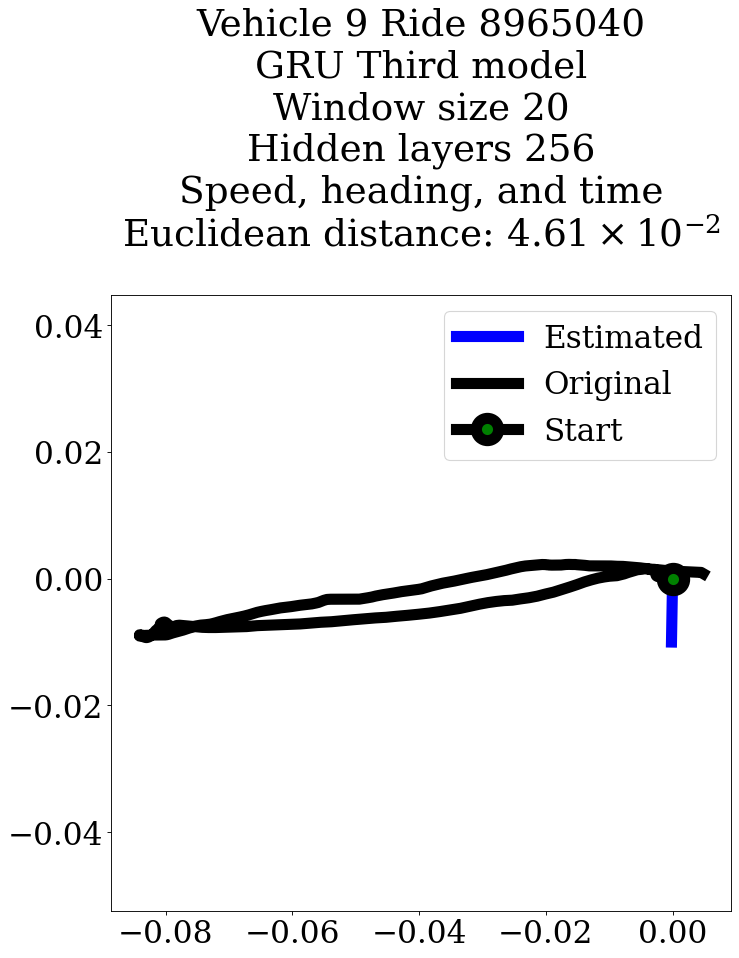 Vehicle 9 Ride 8965040
GRU Third model
Window size 20
Hidden layers 256
Speed, heading, and time
Euclidean distance: 4.61 × 10⁻²
Estimated
Original
Start
0.04
0.02
0.00
−0.02
−0.04
−0.08 −0.06 −0.04 −0.02 0.00